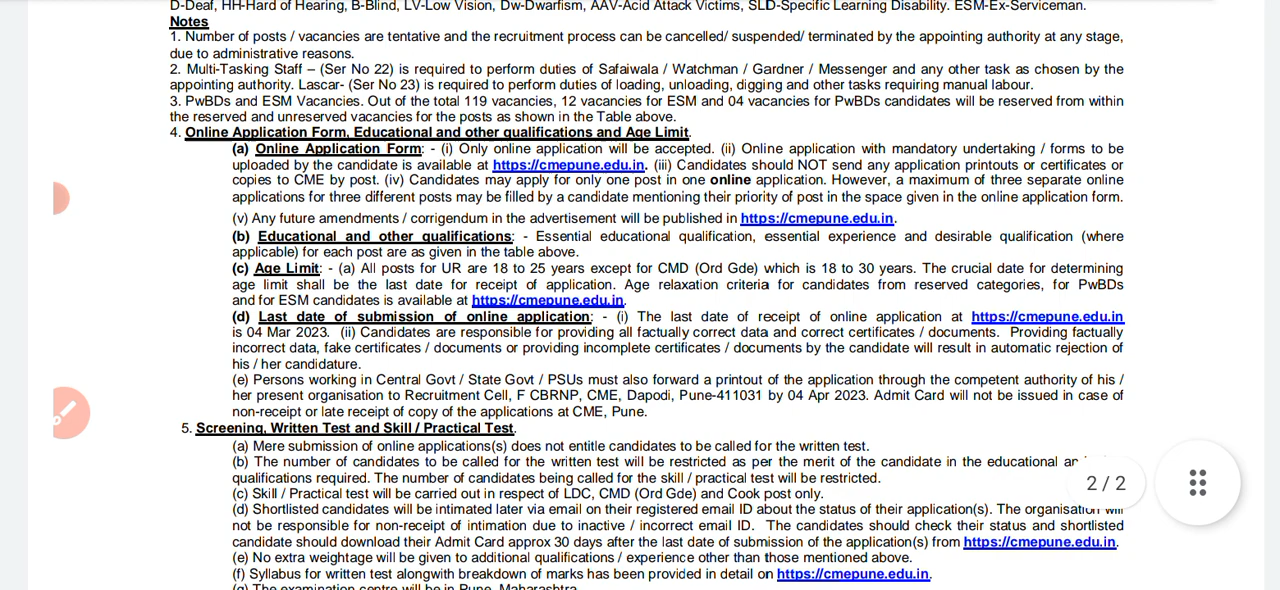 D-Deaf, HH-Hard of Hearing, B-Blind, LV-Low Vision, Dw-Dwarfism, AAV-Acid Attack Victims, SLD-Specific Learning Disability. ESM-Ex-Serviceman.
Notes
1. Number of posts / vacancies are tentative and the recruitment process can be cancelled/ suspended/ terminated by the appointing authority at any stage,
due to administrative reasons.
2. Multi-Tasking Staff – (Ser No 22) is required to perform duties of Safaiwala / Watchman / Gardner / Messenger and any other task as chosen by the
appointing authority. Lascar- (Ser No 23) is required to perform duties of loading, unloading, digging and other tasks requiring manual labour.
3. PwBDs and ESM Vacancies. Out of the total 119 vacancies, 12 vacancies for ESM and 04 vacancies for PwBDs candidates will be reserved from within
the reserved and unreserved vacancies for the posts as shown in the Table above.
4. Online Application Form, Educational and other qualifications and Age Limit.
(a) Online Application Form: - (i) Only online application will be accepted. (ii) Online application with mandatory undertaking / forms to be
uploaded by the candidate is available at https://cmepune.edu.in. (iii) Candidates should NOT send any application printouts or certificates or
copies to CME by post. (iv) Candidates may apply for only one post in one online application. However, a maximum of three separate online
applications for three different posts may be filled by a candidate mentioning their priority of post in the space given in the online application form.
(v) Any future amendments / corrigendum in the advertisement will be published in https://cmepune.edu.in.
(b) Educational and other qualifications: - Essential educational qualification, essential experience and desirable qualification (where
applicable) for each post are as given in the table above.
(c) Age Limit: - (a) All posts for UR are 18 to 25 years except for CMD (Ord Gde) which is 18 to 30 years. The crucial date for determining
age limit shall be the last date for receipt of application. Age relaxation criteria for candidates from reserved categories, for PwBDs
and for ESM candidates is available at https://cmepune.edu.in.
(d) Last date of submission of online application: - (i) The last date of receipt of online application at https://cmepune.edu.in
is 04 Mar 2023. (ii) Candidates are responsible for providing all factually correct data and correct certificates / documents. Providing factually
incorrect data, fake certificates / documents or providing incomplete certificates / documents by the candidate will result in automatic rejection of
his / her candidature.
(e) Persons working in Central Govt / State Govt / PSUs must also forward a printout of the application through the competent authority of his /
her present organisation to Recruitment Cell, F CBRNP, CME, Dapodi, Pune-411031 by 04 Apr 2023. Admit Card will not be issued in case of
non-receipt or late receipt of copy of the applications at CME, Pune.
5. Screening, Written Test and Skill / Practical Test.
(a) Mere submission of online applications(s) does not entitle candidates to be called for the written test.
(b) The number of candidates to be called for the written test will be restricted as per the merit of the candidate in the educational
qualifications required. The number of candidates being called for the skill / practical test will be restricted.
2 / 2
(c) Skill / Practical test will be carried out in respect of LDC, CMD (Ord Gde) and Cook post only.
(d) Shortlisted candidates will be intimated later via email on their registered email ID about the status of their application(s). The organisation will
not be responsible for non-receipt of intimation due to inactive / incorrect email ID. The candidates should check their status and shortlisted
candidate should download their Admit Card approx 30 days after the last date of submission of the application(s) from https://cmepune.edu.in.
(e) No extra weightage will be given to additional qualifications / experience other than those mentioned above.
(f) Syllabus for written test alongwith breakdown of marks has been provided in detail on https://cmepune.edu.in.
(g) The examination centre will be in Pune, Maharashtra